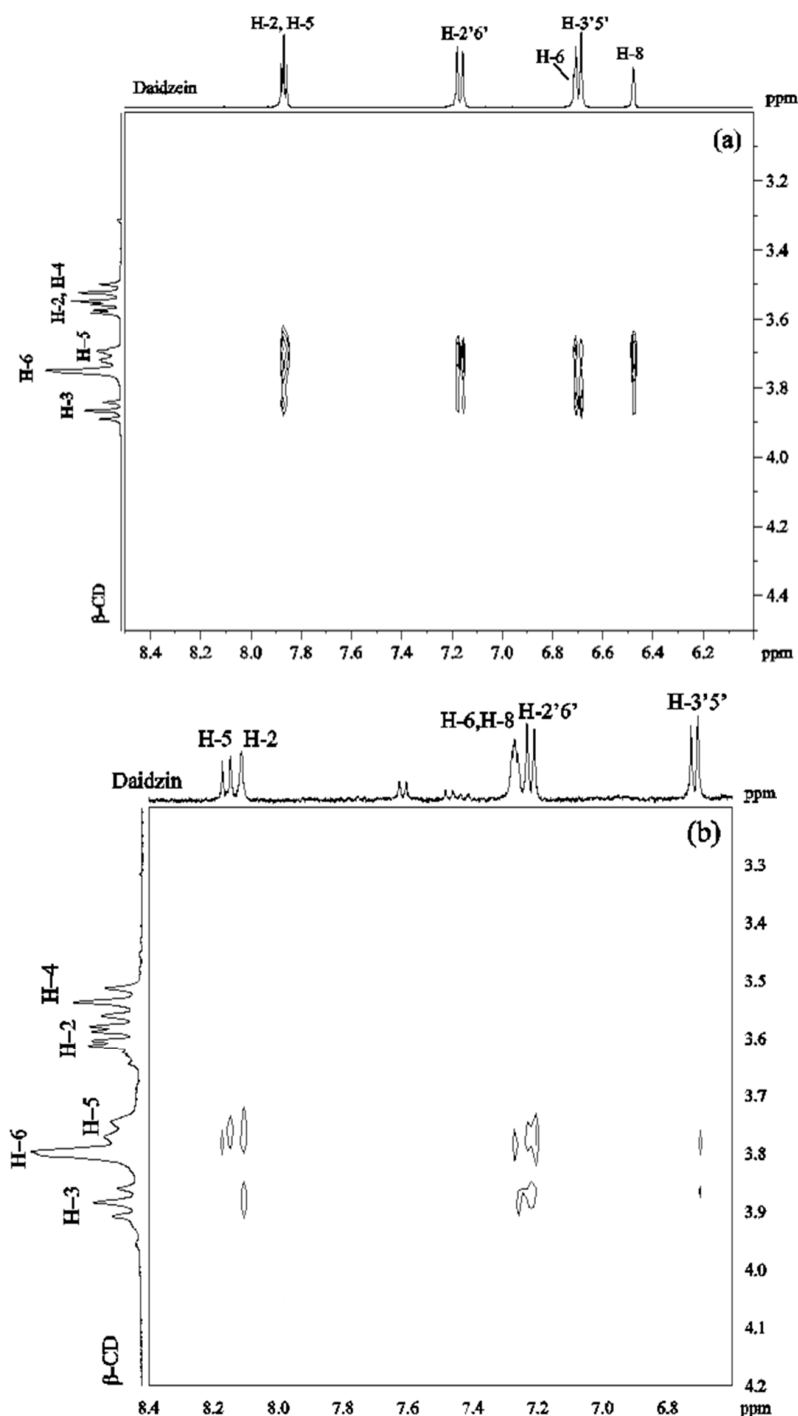 H-2, H-5
H-2'6'
H-3'5'
H-6
H-8
Daidzein
ppm
(a)
3.2
3.4
3.6
3.8
4.0
4.2
4.4
H-2, H-4
H-5
H-6
H-3
β-CD
8.4 8.2 8.0 7.8 7.6 7.4 7.2 7.0 6.8 6.6 6.4 6.2 ppm
H-5 H-2
H-6,H-8
H-2'6'
H-3'5'
Daidzin
ppm
(b)
3.3
3.4
3.5
3.6
3.7
3.8
3.9
4.0
4.1
4.2
H-4
H-2
H-5
H-6
H-3
β-CD
8.4 8.2 8.0 7.8 7.6 7.4 7.2 7.0 6.8 ppm